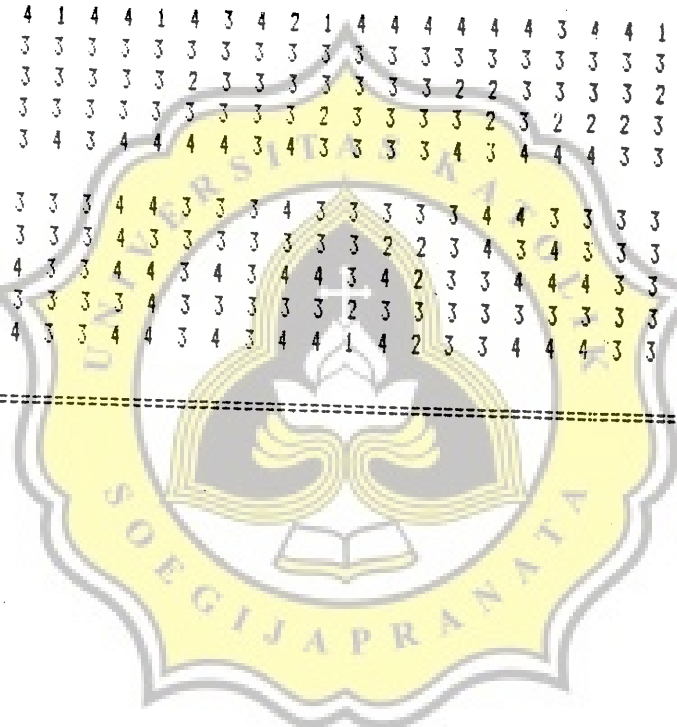 4 1 4 4 1 4 3 4 2 1 4 4 4 4 4 4 3 4 4 1
3 3 3 3 3 3 3 3 3 3 3 3 3 3 3 3 3 3 3 3
3 3 3 3 3 2 3 3 3 3 3 3 3 2 2 3 3 3 3 2
3 3 3 3 3 3 3 3 3 2 3 3 3 3 2 3 2 2 2 3
3 4 3 4 4 4 4 3 4 3 3 3 3 4 3 4 4 4 3 3
3 3 3 4 4 3 3 3 4 3 3 3 3 3 4 4 3 3 3 3
3 3 3 4 3 3 3 3 3 3 3 2 2 3 4 3 4 3 3 3
4 3 3 4 4 3 4 3 4 4 3 4 2 3 3 4 4 4 3 3
3 3 3 3 4 3 3 3 3 3 2 3 3 3 3 3 3 3 3 3
4 3 3 4 4 3 4 3 4 4 1 4 2 3 3 4 4 4 3 3
UNIVERSITAS KATOLIK
SOEGIJAPRANATA